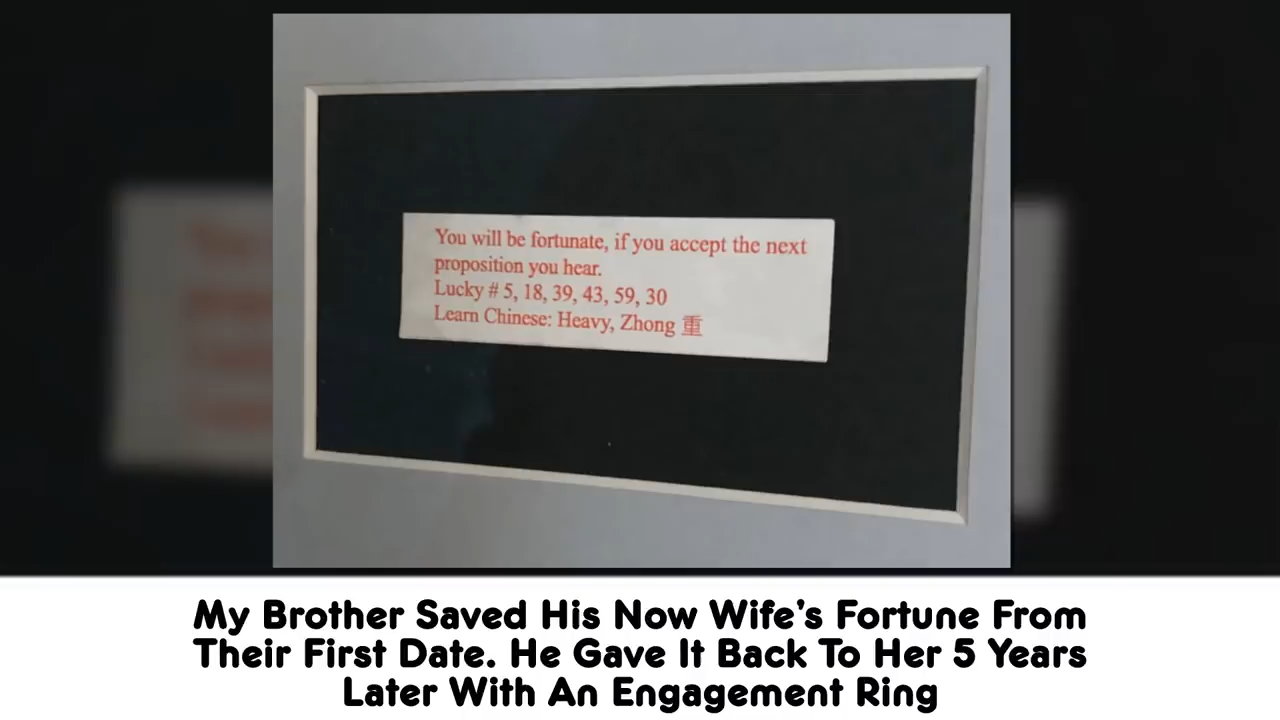 You will be fortunate, if you accept the next
proposition you hear.
Lucky # 5, 18, 39, 43, 59, 30
Learn Chinese: Heavy, Zhong 重
My Brother Saved His Now Wife's Fortune From
Their First Date. He Gave It Back To Her 5 Years
Later With An Engagement Ring